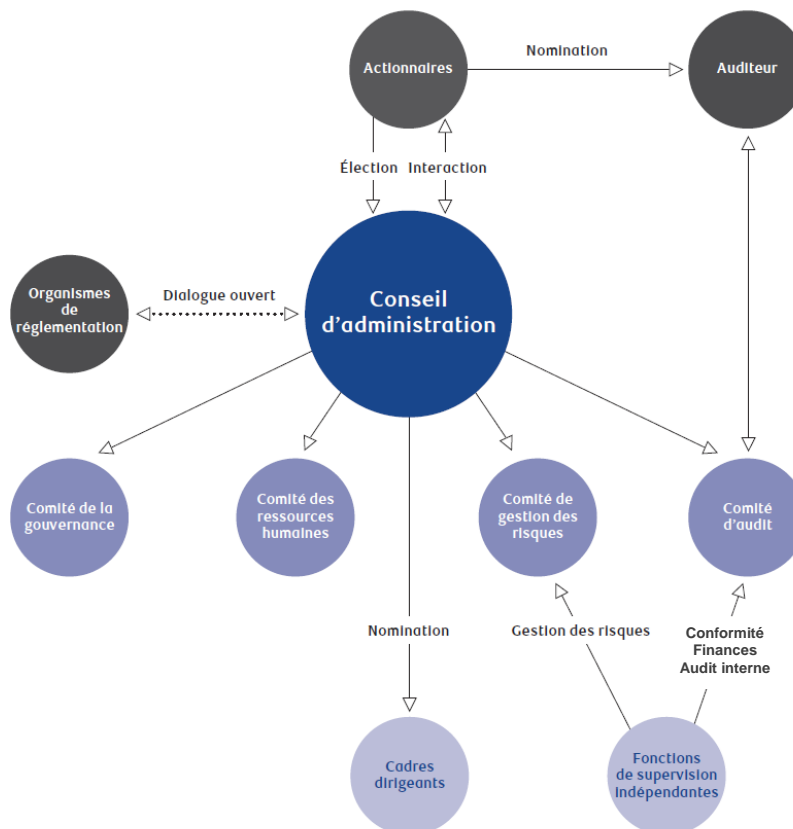 Actionnaires
Nomination
Auditeur
Élection
Interaction
Organismes
de
réglementation
Dialogue ouvert
Conseil
d'administration
Comité de la
gouvernance
Comité des
ressources
humaines
Comité de
gestion des
risques
Comité
d'audit
Nomination
Gestion des risques
Conformité
Finances
Audit interne
Cadres
dirigeants
Fonctions
de supervision
indépendantes